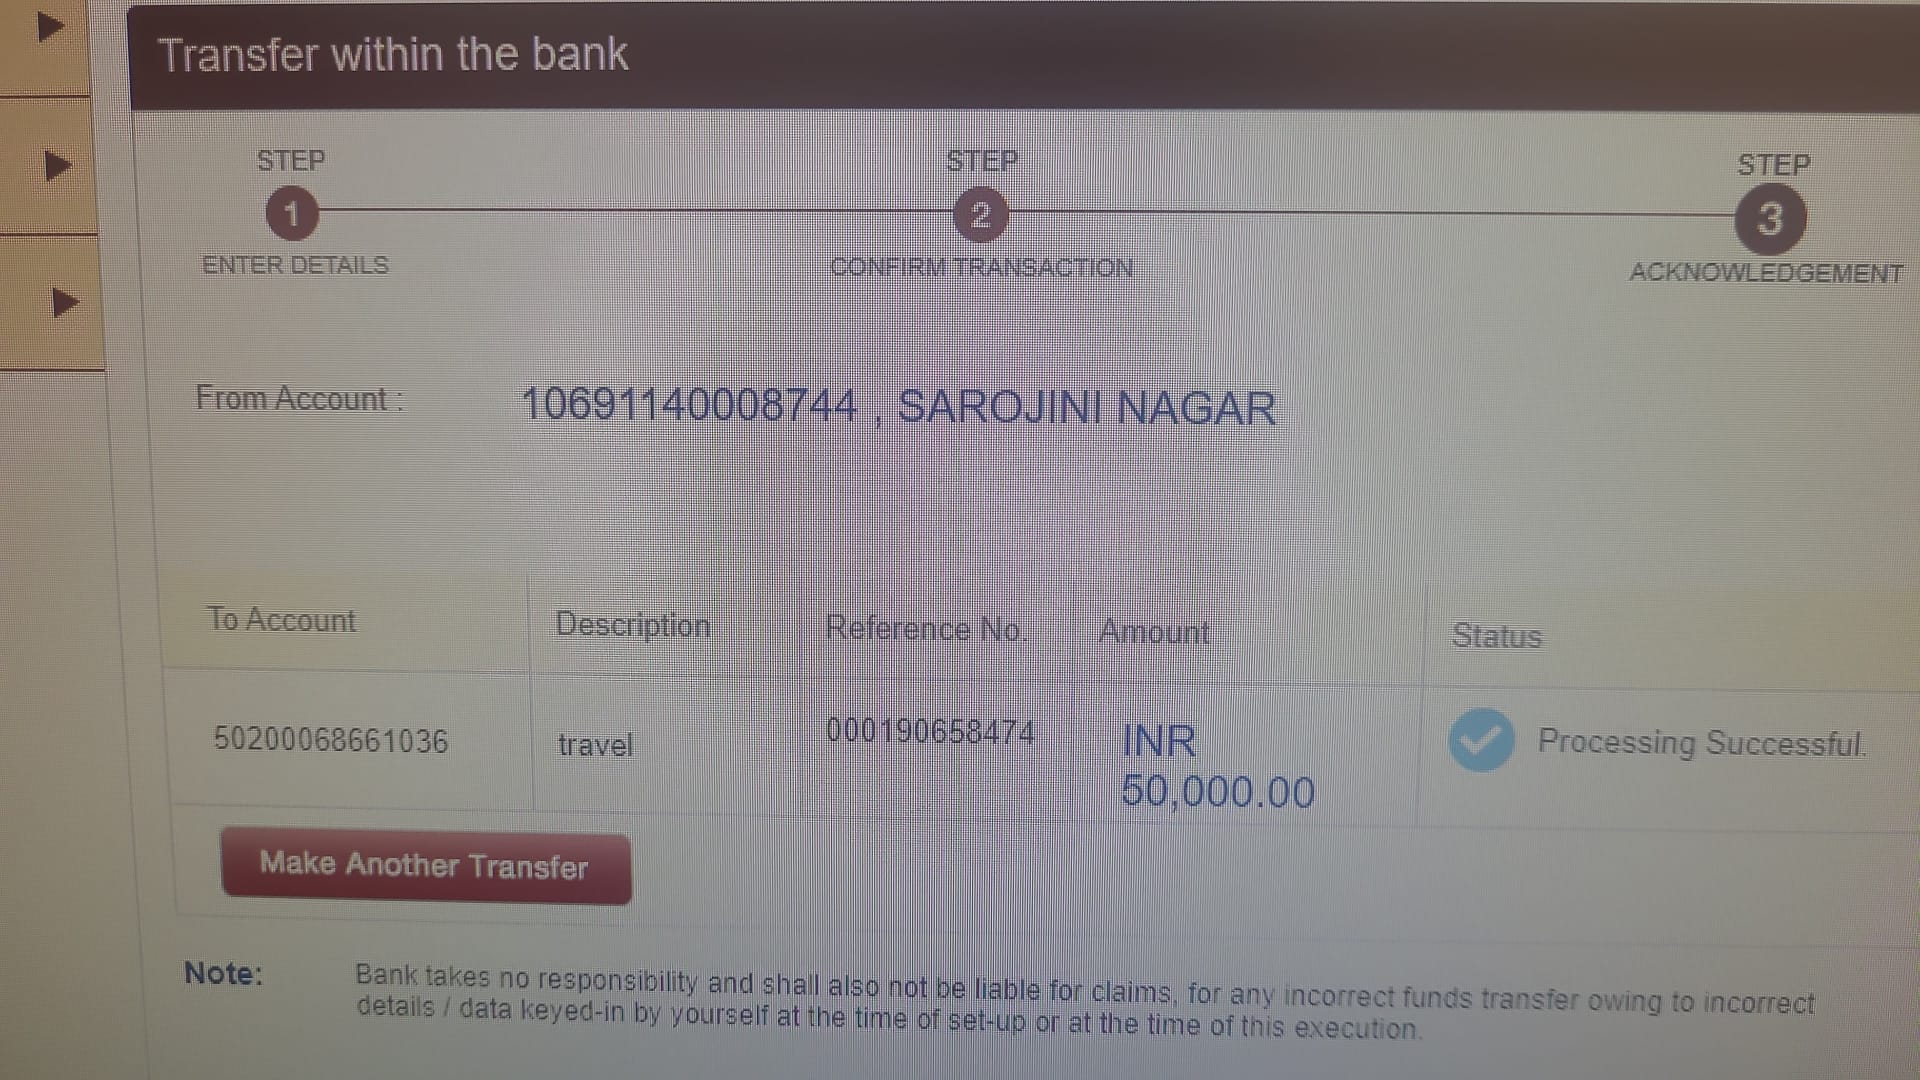 Transfer within the bank
STEP STEP STEP
1 2 3
ENTER DETAILS CONFIRM TRANSACTION ACKNOWLEDGEMENT
From Account : 10691140008744 , SAROJINI NAGAR
To Account Description Reference No. Amount Status
50200068661036 travel 000190658474 INR Processing Successful.
50,000.00
Make Another Transfer
Note: Bank takes no responsibility and shall also not be liable for claims, for any incorrect funds transfer owing to incorrect
details / data keyed-in by yourself at the time of set-up or at the time of this execution.